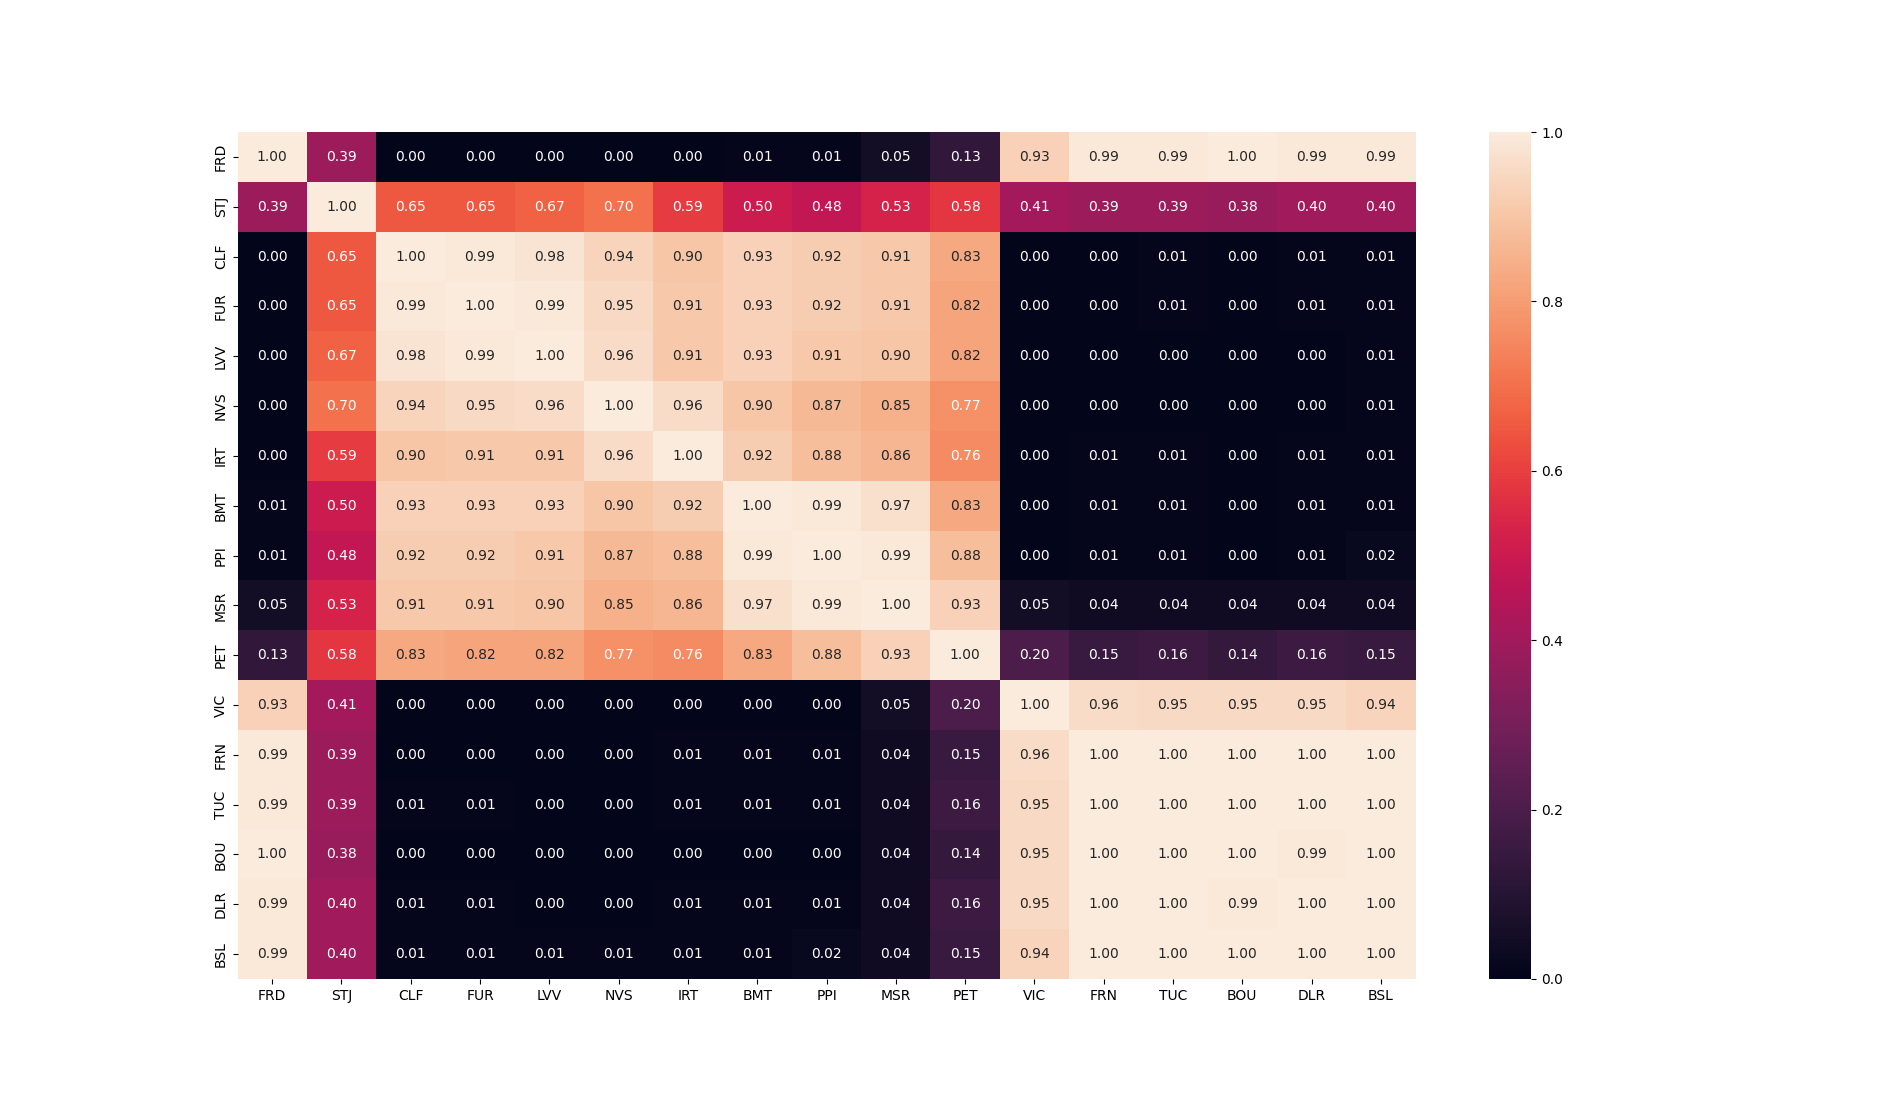 FRD 1.00 0.39 0.00 0.00 0.00 0.00 0.00 0.01 0.01 0.05 0.13 0.93 0.99 0.99 1.00 0.99 0.99
STJ 0.39 1.00 0.65 0.65 0.67 0.70 0.59 0.50 0.48 0.53 0.58 0.41 0.39 0.39 0.38 0.40 0.40
CLF 0.00 0.65 1.00 0.99 0.98 0.94 0.90 0.93 0.92 0.91 0.83 0.00 0.00 0.01 0.00 0.01 0.01
FUR 0.00 0.65 0.99 1.00 0.99 0.95 0.91 0.93 0.92 0.91 0.82 0.00 0.00 0.01 0.00 0.01 0.01
LVV 0.00 0.67 0.98 0.99 1.00 0.96 0.91 0.93 0.91 0.90 0.82 0.00 0.00 0.00 0.00 0.00 0.01
NVS 0.00 0.70 0.94 0.95 0.96 1.00 0.96 0.90 0.87 0.85 0.77 0.00 0.00 0.00 0.00 0.00 0.01
IRT 0.00 0.59 0.90 0.91 0.91 0.96 1.00 0.92 0.88 0.86 0.76 0.00 0.01 0.01 0.00 0.01 0.01
BMT 0.01 0.50 0.93 0.93 0.93 0.90 0.92 1.00 0.99 0.97 0.83 0.00 0.01 0.01 0.00 0.01 0.01
PPI 0.01 0.48 0.92 0.92 0.91 0.87 0.88 0.99 1.00 0.99 0.88 0.00 0.01 0.01 0.00 0.01 0.02
MSR 0.05 0.53 0.91 0.91 0.90 0.85 0.86 0.97 0.99 1.00 0.93 0.05 0.04 0.04 0.04 0.04 0.04
PET 0.13 0.58 0.83 0.82 0.82 0.77 0.76 0.83 0.88 0.93 1.00 0.20 0.15 0.16 0.14 0.16 0.15
VIC 0.93 0.41 0.00 0.00 0.00 0.00 0.00 0.00 0.00 0.05 0.20 1.00 0.96 0.95 0.95 0.95 0.94
FRN 0.99 0.39 0.00 0.00 0.00 0.00 0.01 0.01 0.01 0.04 0.15 0.96 1.00 1.00 1.00 1.00 1.00
TUC 0.99 0.39 0.01 0.01 0.00 0.00 0.01 0.01 0.01 0.04 0.16 0.95 1.00 1.00 1.00 1.00 1.00
BOU 1.00 0.38 0.00 0.00 0.00 0.00 0.00 0.00 0.00 0.04 0.14 0.95 1.00 1.00 1.00 0.99 1.00
DLR 0.99 0.40 0.01 0.01 0.00 0.00 0.01 0.01 0.01 0.04 0.16 0.95 1.00 1.00 0.99 1.00 1.00
BSL 0.99 0.40 0.01 0.01 0.01 0.01 0.01 0.01 0.02 0.04 0.15 0.94 1.00 1.00 1.00 1.00 1.00
FRD STJ CLF FUR LVV NVS IRT BMT PPI MSR PET VIC FRN TUC BOU DLR BSL
1.0
0.8
0.6
0.4
0.2
0.0